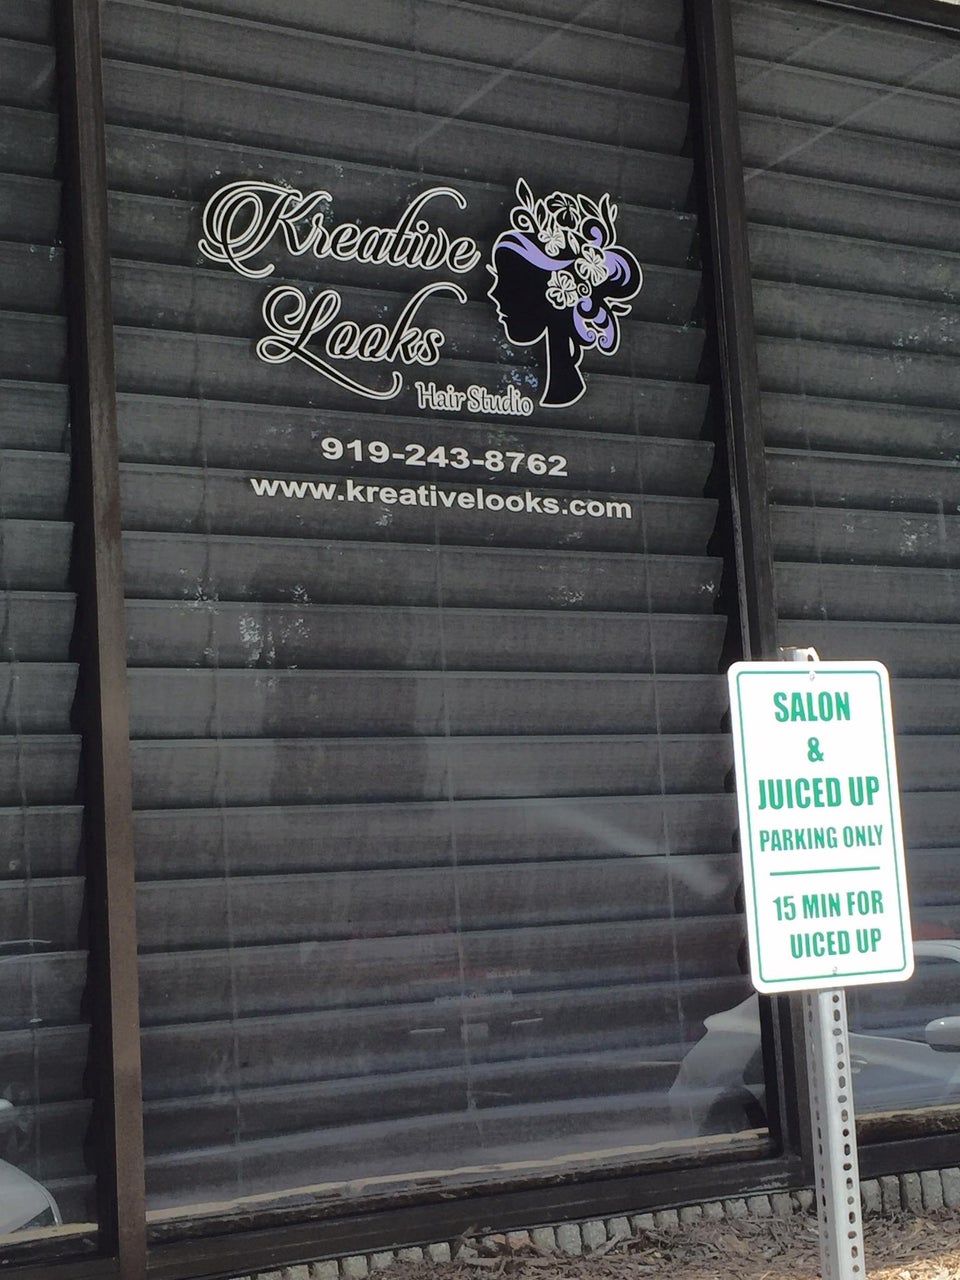 Kreative
Looks
Hair Studio
919-243-8762
www.kreativelooks.com
SALON
&
JUICED UP
PARKING ONLY
15 MIN FOR
UICED UP